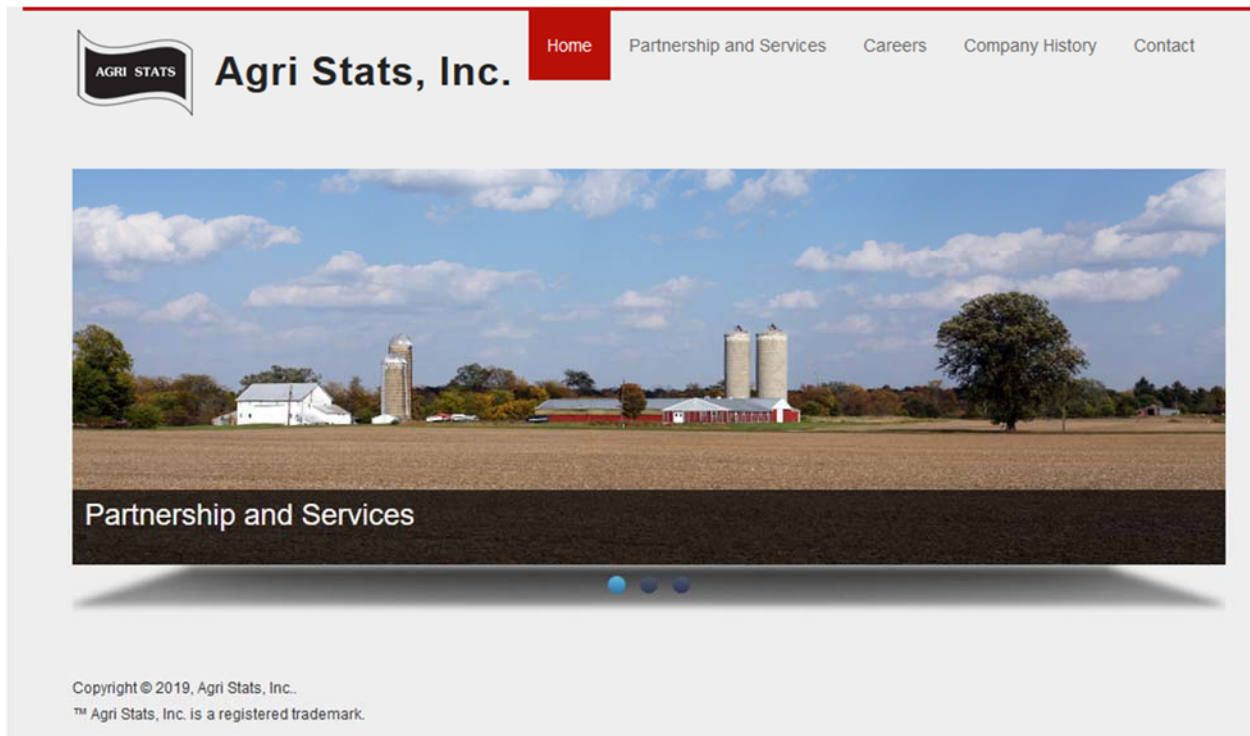 AGRI STATS
Agri Stats, Inc.
Home Partnership and Services Careers Company History Contact
Partnership and Services
Copyright © 2019, Agri Stats, Inc..
™ Agri Stats, Inc. is a registered trademark.